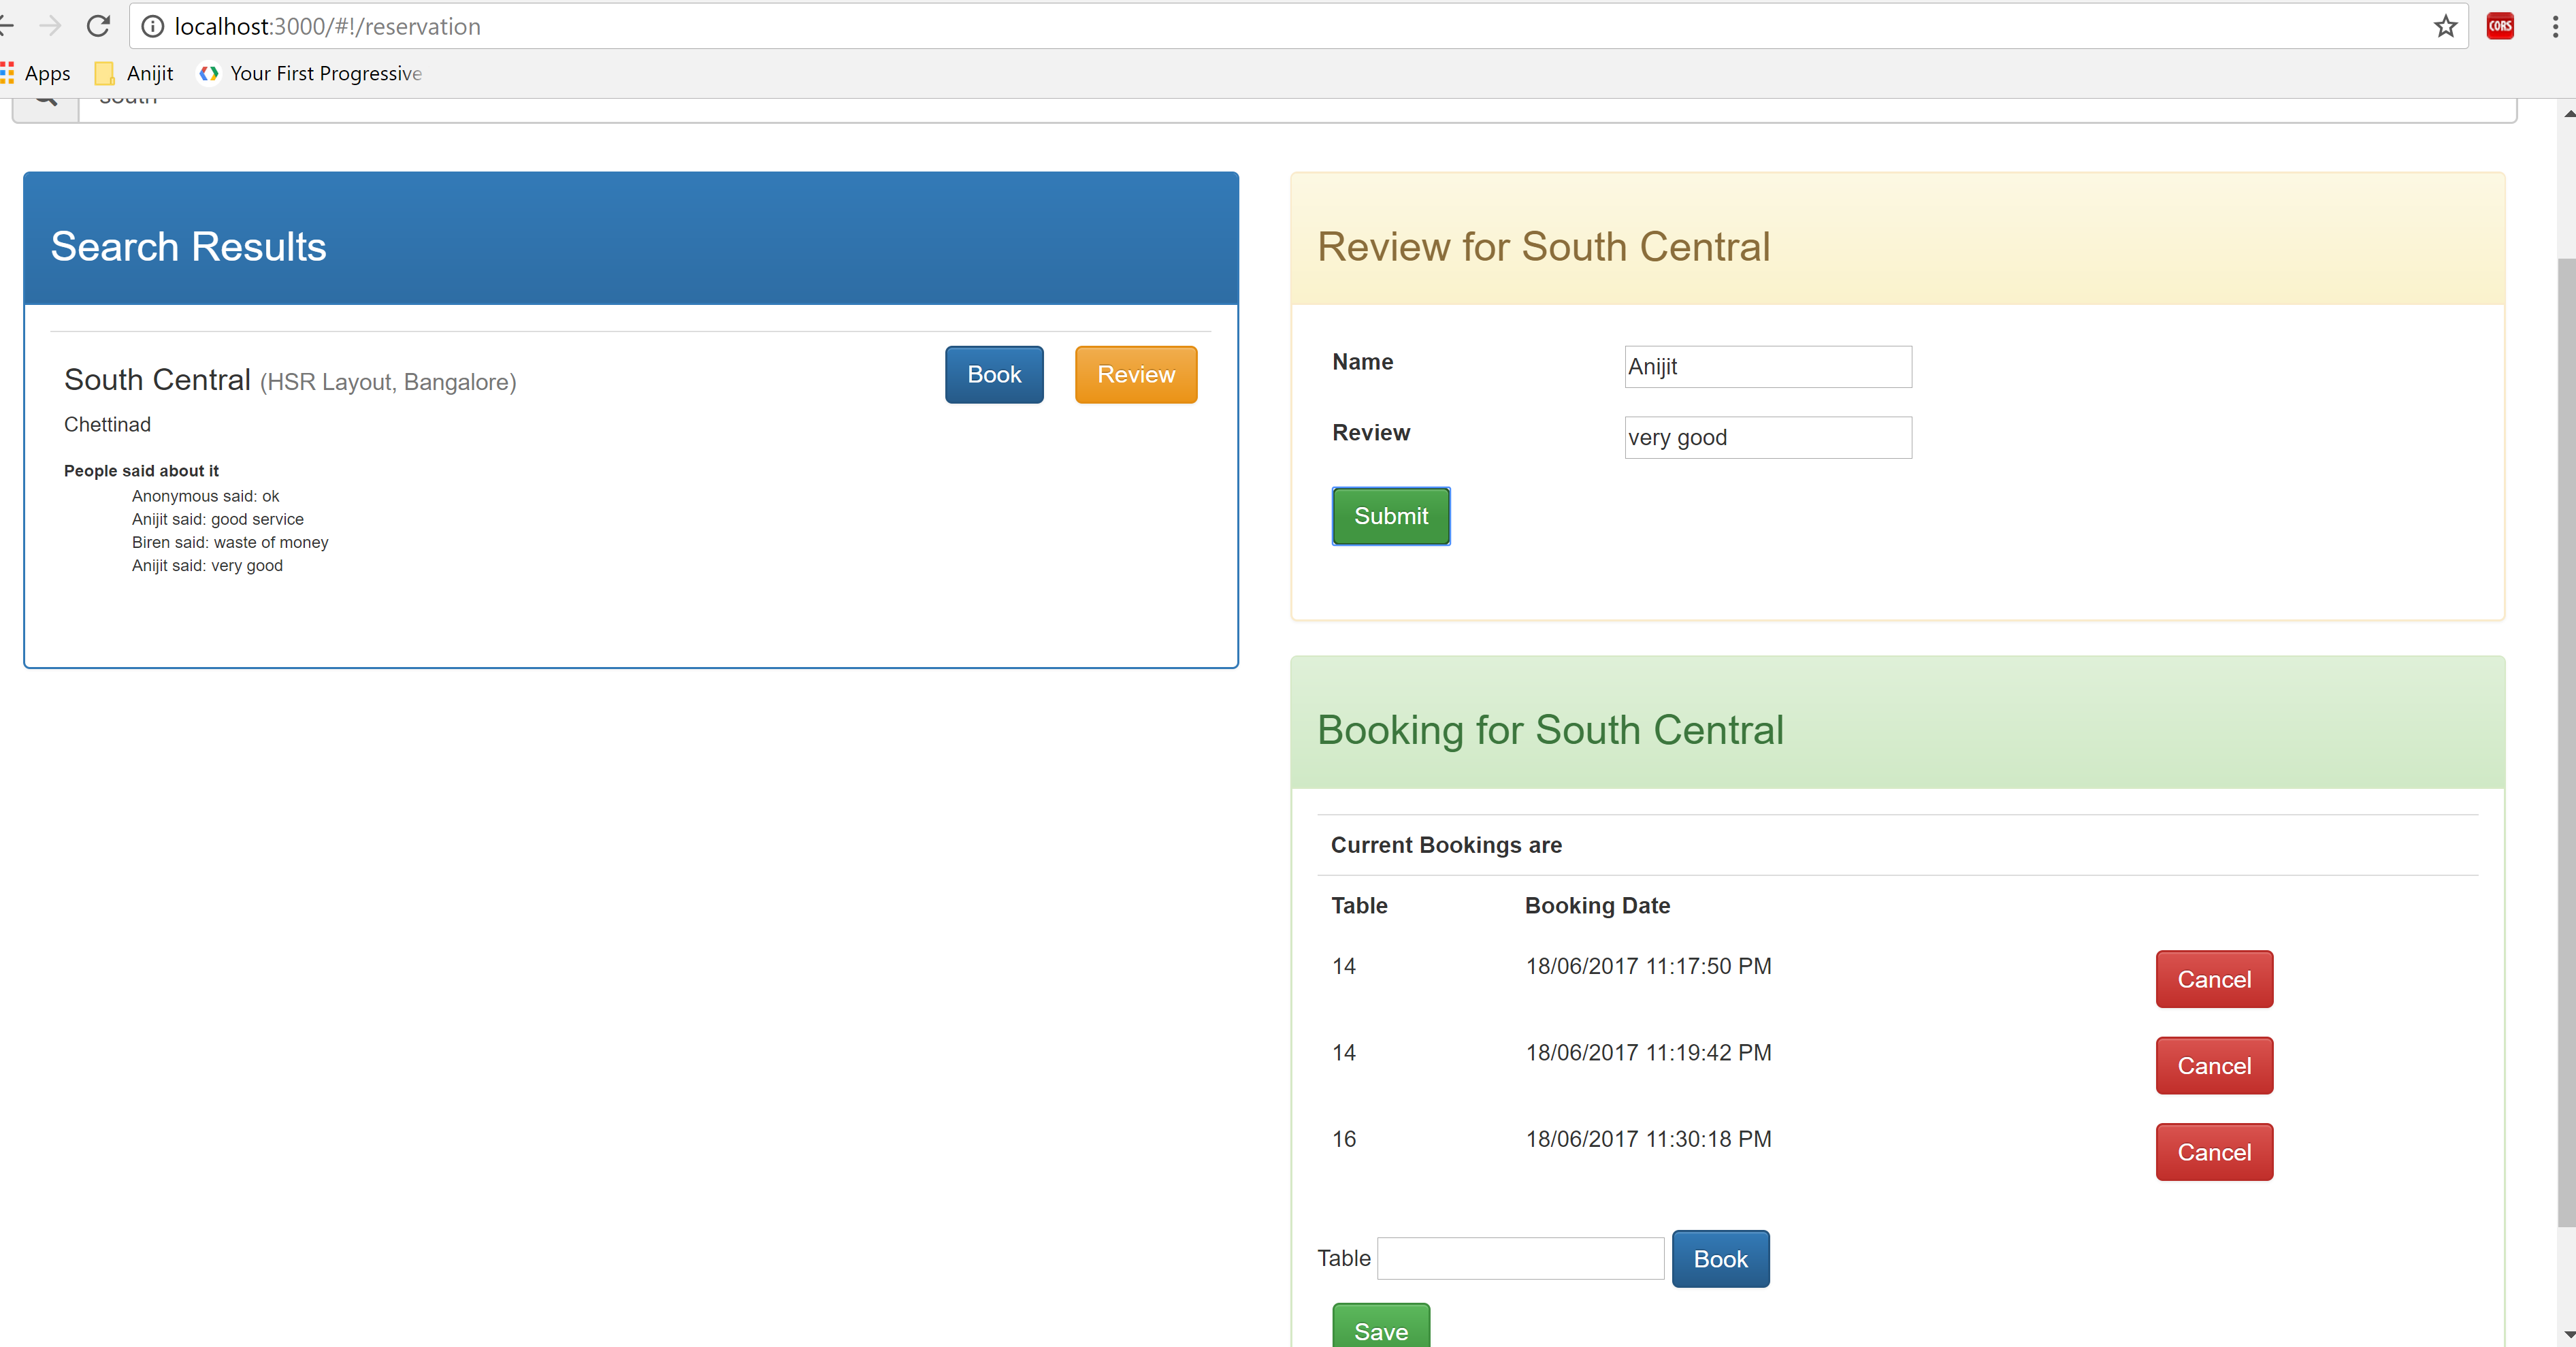 localhost:3000/#!/reservation
CORS
Apps Anijit Your First Progressive
south
Search Results
South Central (HSR Layout, Bangalore)
Book Review
Chettinad
People said about it
Anonymous said: ok
Anijit said: good service
Biren said: waste of money
Anijit said: very good
Review for South Central
Name Anijit
Review very good
Submit
Booking for South Central
Current Bookings are
Table Booking Date
14 18/06/2017 11:17:50 PM Cancel
14 18/06/2017 11:19:42 PM Cancel
16 18/06/2017 11:30:18 PM Cancel
Table Book
Save